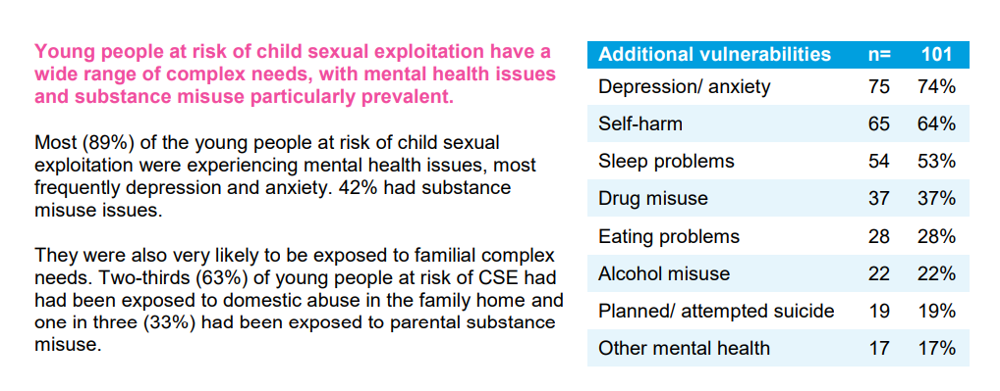 Young people at risk of child sexual exploitation have a
wide range of complex needs, with mental health issues
and substance misuse particularly prevalent.
Most (89%) of the young people at risk of child sexual
exploitation were experiencing mental health issues, most
frequently depression and anxiety. 42% had substance
misuse issues.
They were also very likely to be exposed to familial complex
needs. Two-thirds (63%) of young people at risk of CSE had
had been exposed to domestic abuse in the family home and
one in three (33%) had been exposed to parental substance
misuse.
Additional vulnerabilities n= 101
Depression/ anxiety 75 74%
Self-harm 65 64%
Sleep problems 54 53%
Drug misuse 37 37%
Eating problems 28 28%
Alcohol misuse 22 22%
Planned/ attempted suicide 19 19%
Other mental health 17 17%